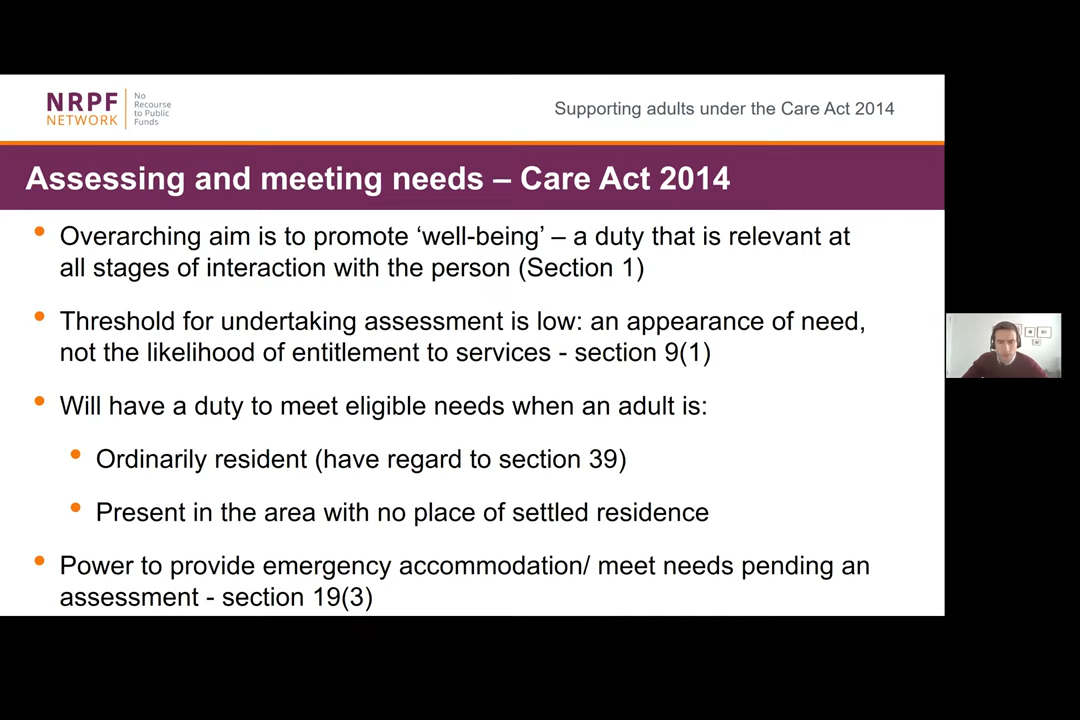 NRPF
NETWORK
No
Recourse
to Public
Funds
Supporting adults under the Care Act 2014
Assessing and meeting needs – Care Act 2014
• Overarching aim is to promote ‘well-being’ – a duty that is relevant at
all stages of interaction with the person (Section 1)
• Threshold for undertaking assessment is low: an appearance of need,
not the likelihood of entitlement to services - section 9(1)
• Will have a duty to meet eligible needs when an adult is:
• Ordinarily resident (have regard to section 39)
• Present in the area with no place of settled residence
• Power to provide emergency accommodation/ meet needs pending an
assessment - section 19(3)